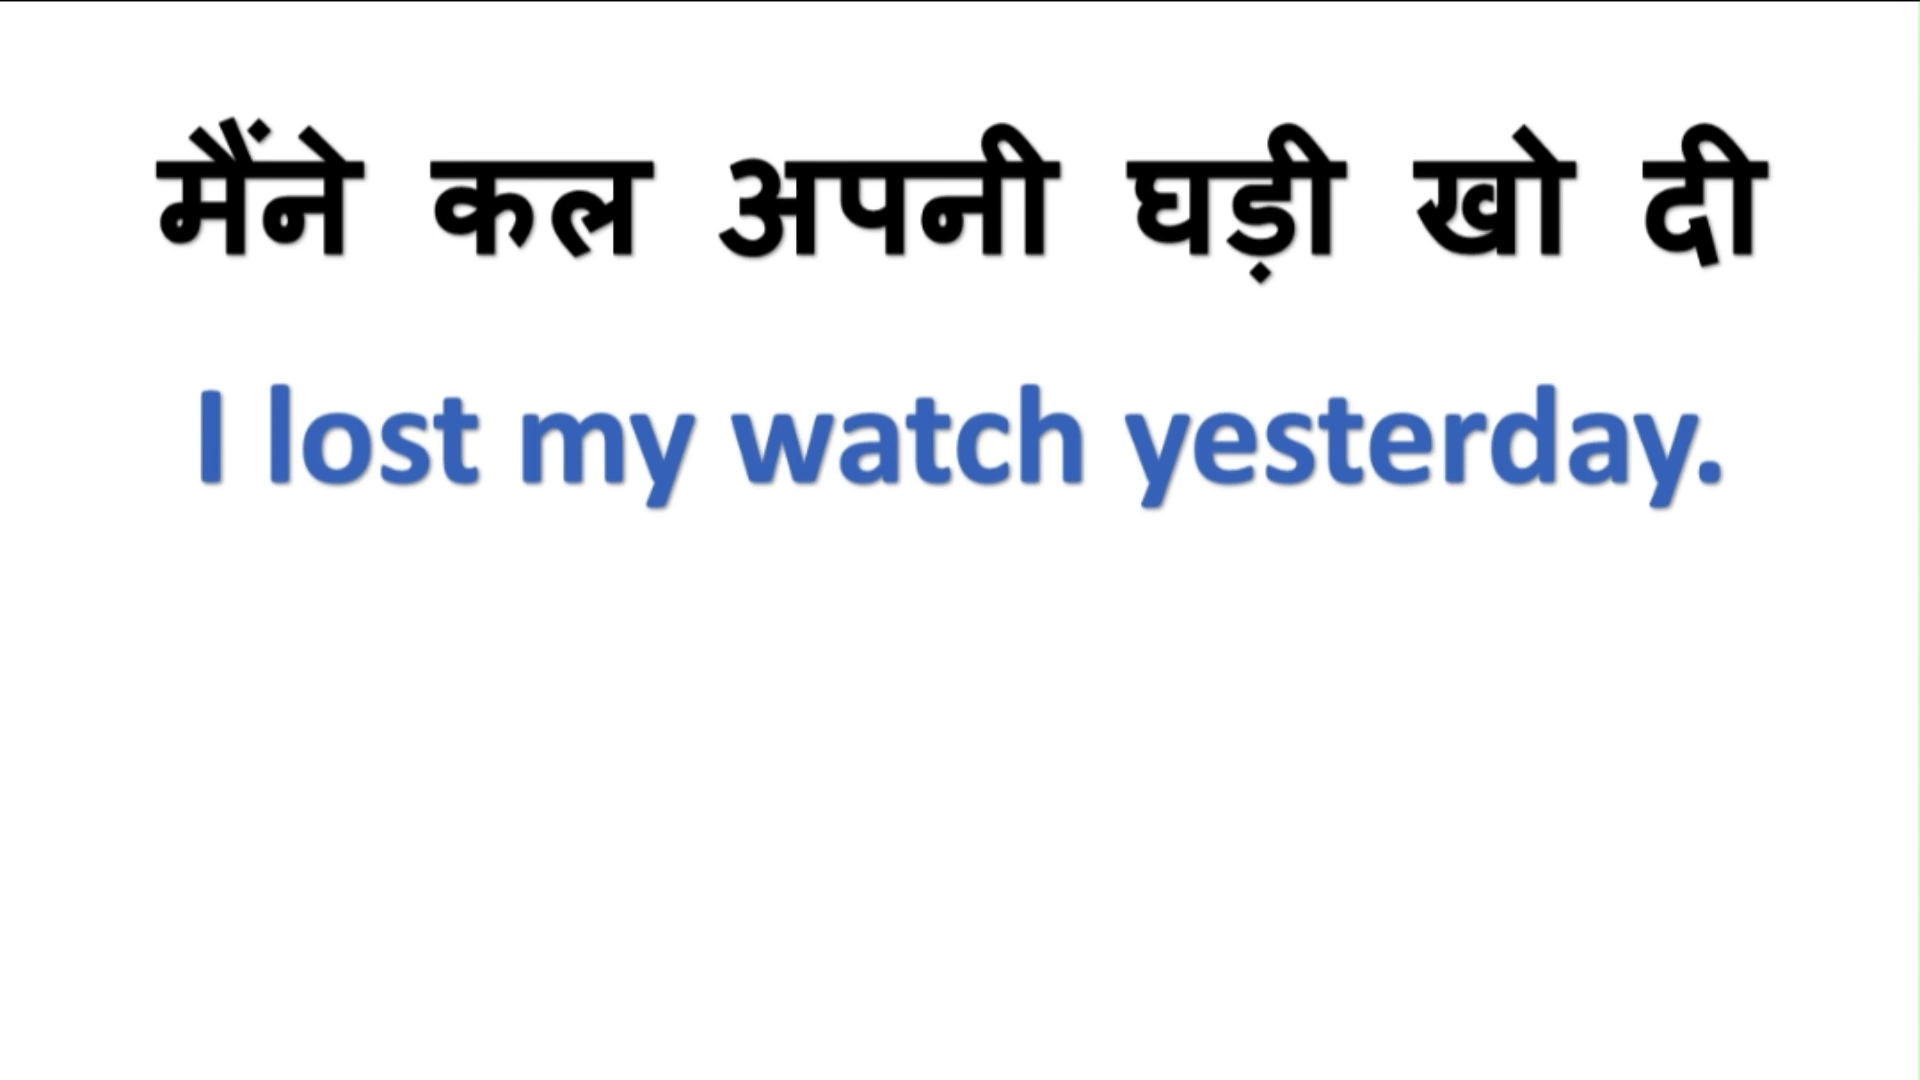 मैंने कल अपनी घड़ी खो दी
I lost my watch yesterday.